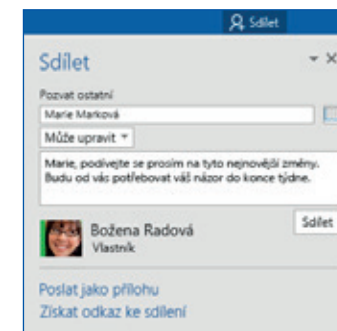 Sdílet
Sdílet
Pozvat ostatní
Marie Marková
Může upravit
Marie, podívejte se prosím na tyto nejnovější změny.
Budu od vás potřebovat váš názor do konce týdne.
Sdílet
Božena Radová
Vlastník
Poslat jako přílohu
Získat odkaz ke sdílení